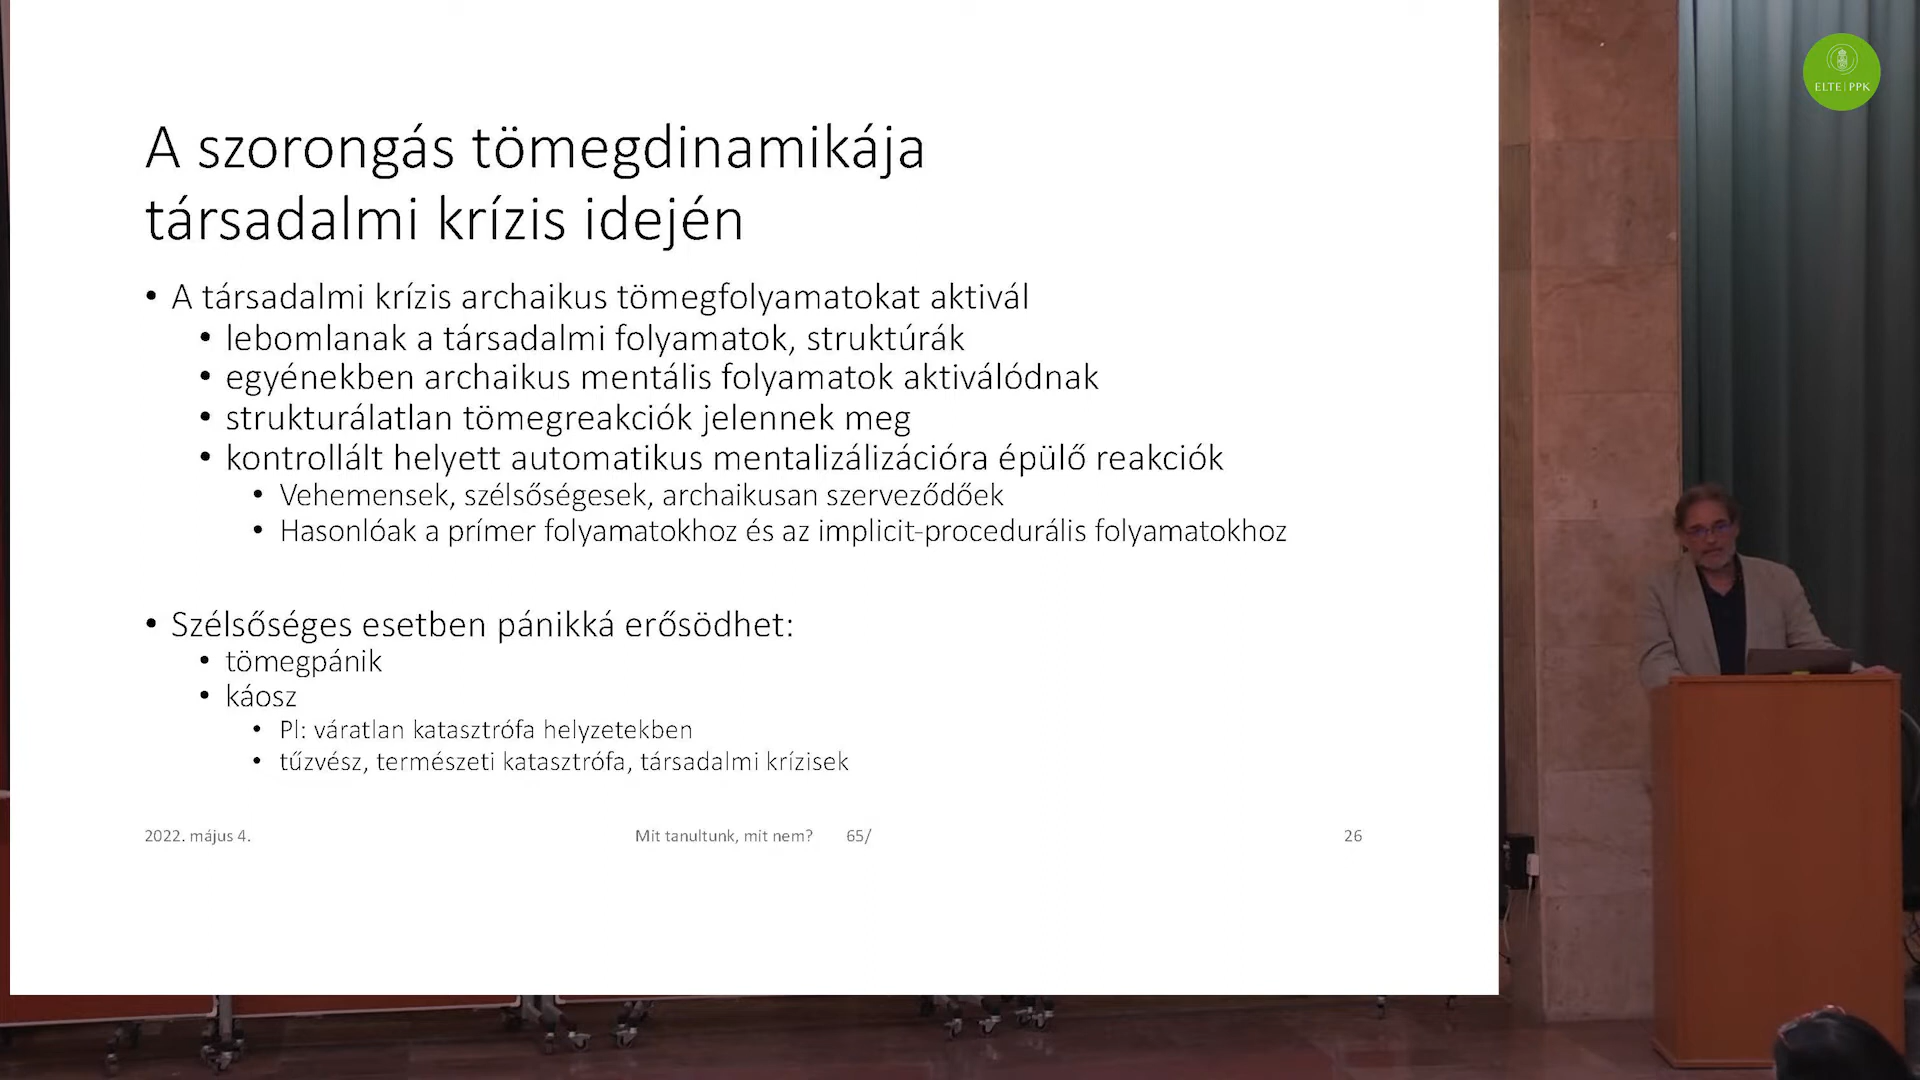 A szorongás tömegdinamikája
társadalmi krízis idején
• A társadalmi krízis archaikus tömegfolyamatokat aktivál
• lebomlanak a társadalmi folyamatok, struktúrák
• egyénekben archaikus mentális folyamatok aktiválódnak
• strukturálatlan tömegreakciók jelennek meg
• kontrollált helyett automatikus mentalizálizációra épülő reakciók
• Vehemensek, szélsőségesek, archaikusan szerveződőek
• Hasonlóak a prímer folyamatokhoz és az implicit-procedurális folyamatokhoz
• Szélsőséges esetben pánikká erősödhet:
• tömegpánik
• káosz
• Pl: váratlan katasztrófa helyzetekben
• tűzvész, természeti katasztrófa, társadalmi krízisek
2022. május 4. Mit tanultunk, mit nem? 65/ 26
ELTE | PPK